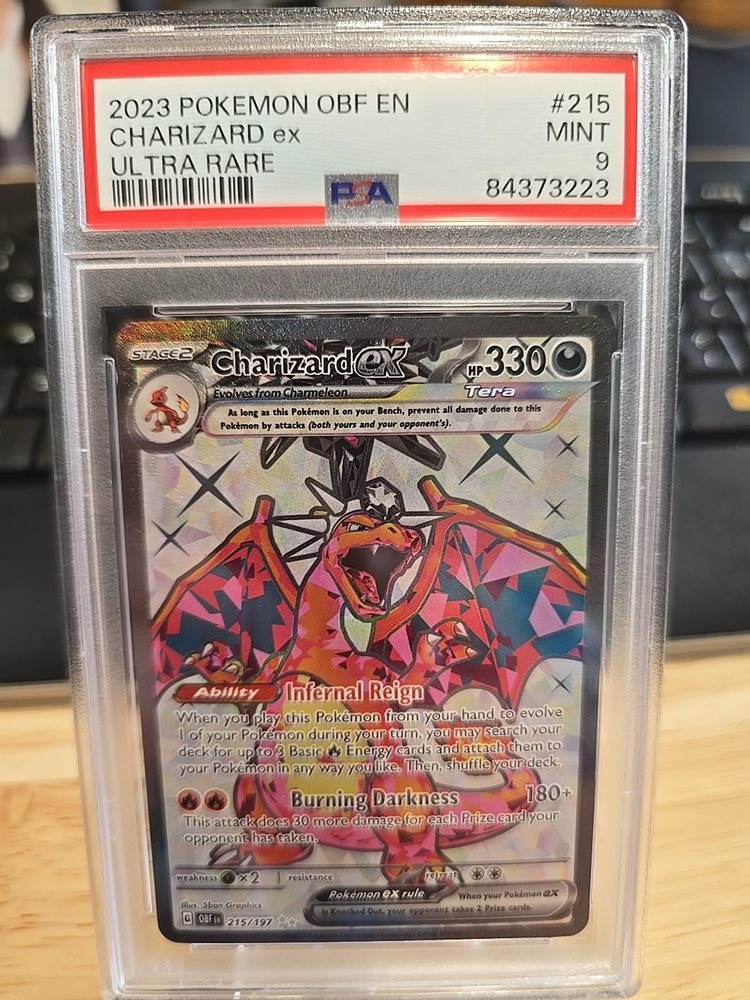 2023 POKEMON OBF EN #215
CHARIZARD ex MINT
ULTRA RARE 9
PSA 84373223
STAGE2 Charizard ex HP 330
Evolves from Charmeleon Tera
As long as this Pokémon is on your Bench, prevent all damage done to this
Pokémon by attacks (both yours and your opponent's).
Ability Infernal Reign
When you play this Pokémon from your hand to evolve
1 of your Pokémon during your turn, you may search your
deck for up to 3 Basic Energy cards and attach them to
your Pokémon in any way you like. Then, shuffle your deck.
Burning Darkness 180+
This attack does 30 more damage for each Prize card your
opponent has taken.
weakness ×2 resistance retreat
Pokémon ex rule When your Pokémon ex
is Knocked Out, your opponent takes 2 Prize cards.
Illus. 5ban Graphics
G OBF EN 215/197